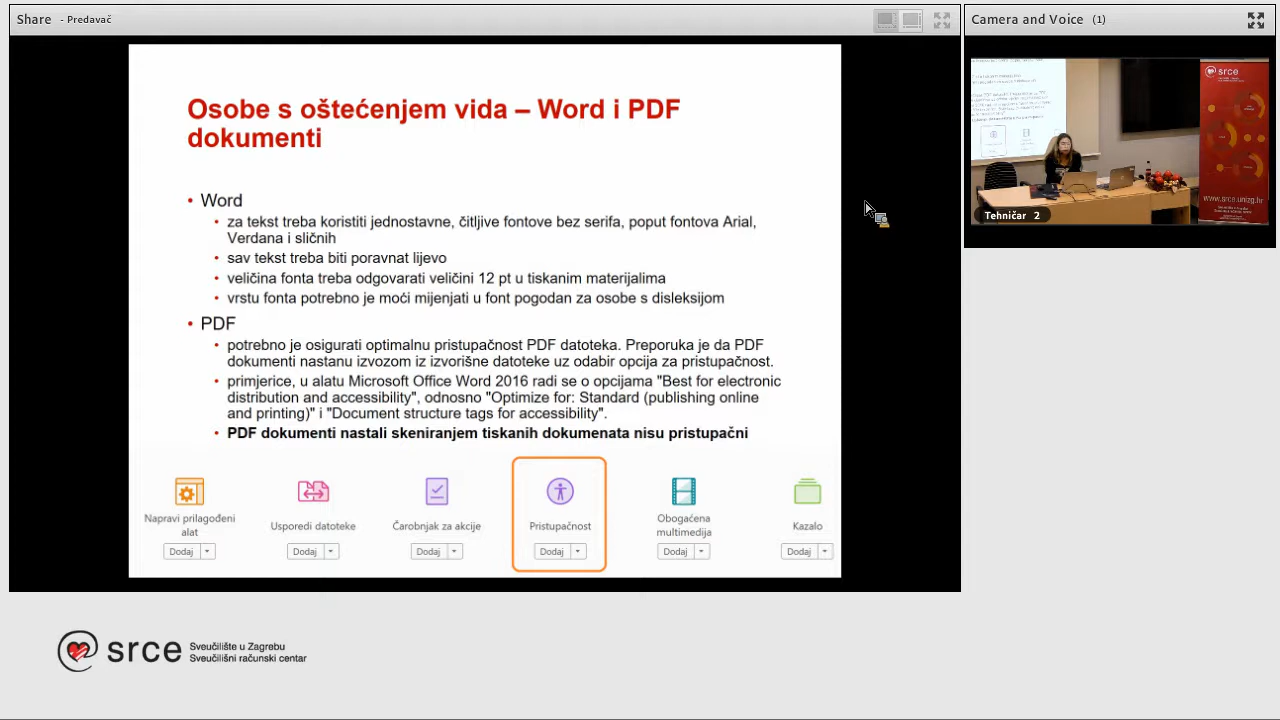 Share - Predavač
Camera and Voice (1)
Osobe s oštećenjem vida – Word i PDF
dokumenti
• Word
• za tekst treba koristiti jednostavne, čitljive fontove bez serifa, poput fontova Arial,
Verdana i sličnih
• sav tekst treba biti poravnat lijevo
• veličina fonta treba odgovarati veličini 12 pt u tiskanim materijalima
• vrstu fonta potrebno je moći mijenjati u font pogodan za osobe s disleksijom
• PDF
• potrebno je osigurati optimalnu pristupačnost PDF datoteka. Preporuka je da PDF
dokumenti nastanu izvozom iz izvorišne datoteke uz odabir opcija za pristupačnost.
• primjerice, u alatu Microsoft Office Word 2016 radi se o opcijama "Best for electronic
distribution and accessibility", odnosno "Optimize for: Standard (publishing online
and printing)" i "Document structure tags for accessibility".
• PDF dokumenti nastali skeniranjem tiskanih dokumenata nisu pristupačni
Napravi prilagođeni
alat
Dodaj
Usporedi datoteke
Dodaj
Čarobnjak za akcije
Dodaj
Pristupačnost
Dodaj
Obogaćena
multimedija
Dodaj
Kazalo
Dodaj
srce
www.srce.unizg.hr
Tehničar 2
srce
Sveučilište u Zagrebu
Sveučilišni računski centar